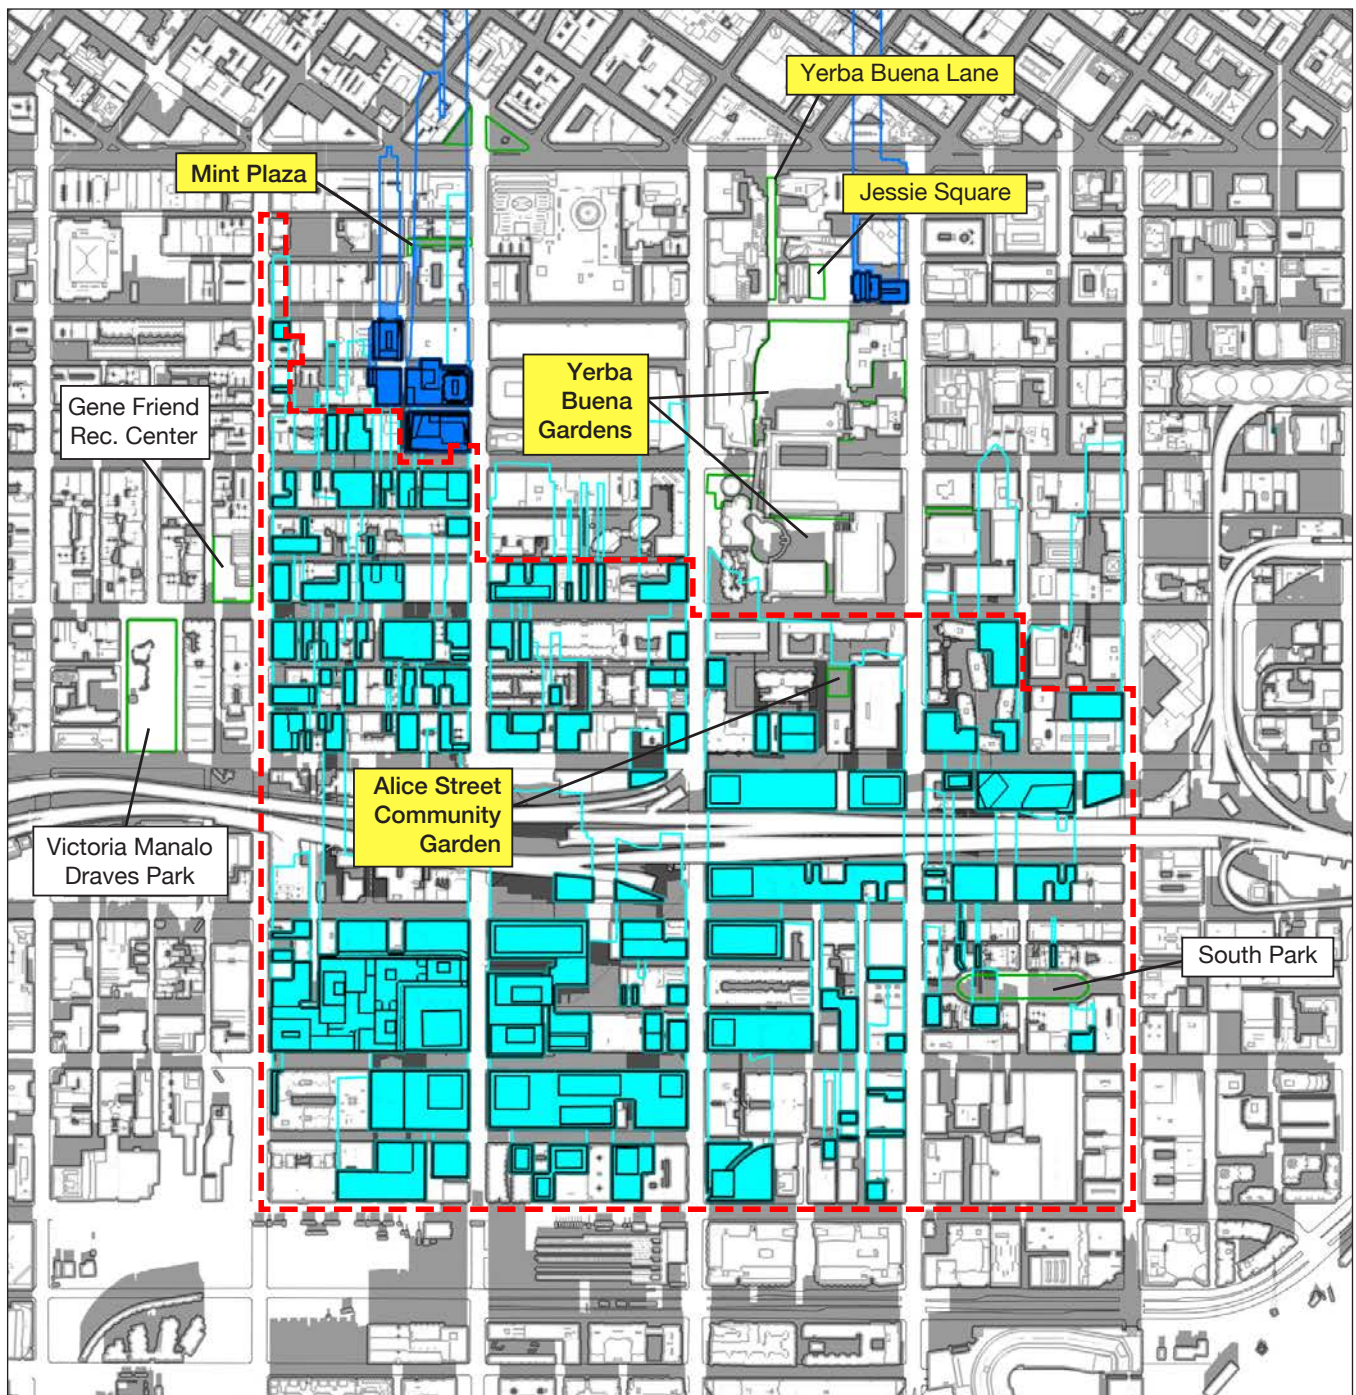 Yerba Buena Lane
Mint Plaza
Jessie Square
Yerba
Buena
Gardens
Gene Friend
Rec. Center
Alice Street
Community
Garden
Victoria Manalo
Draves Park
South Park